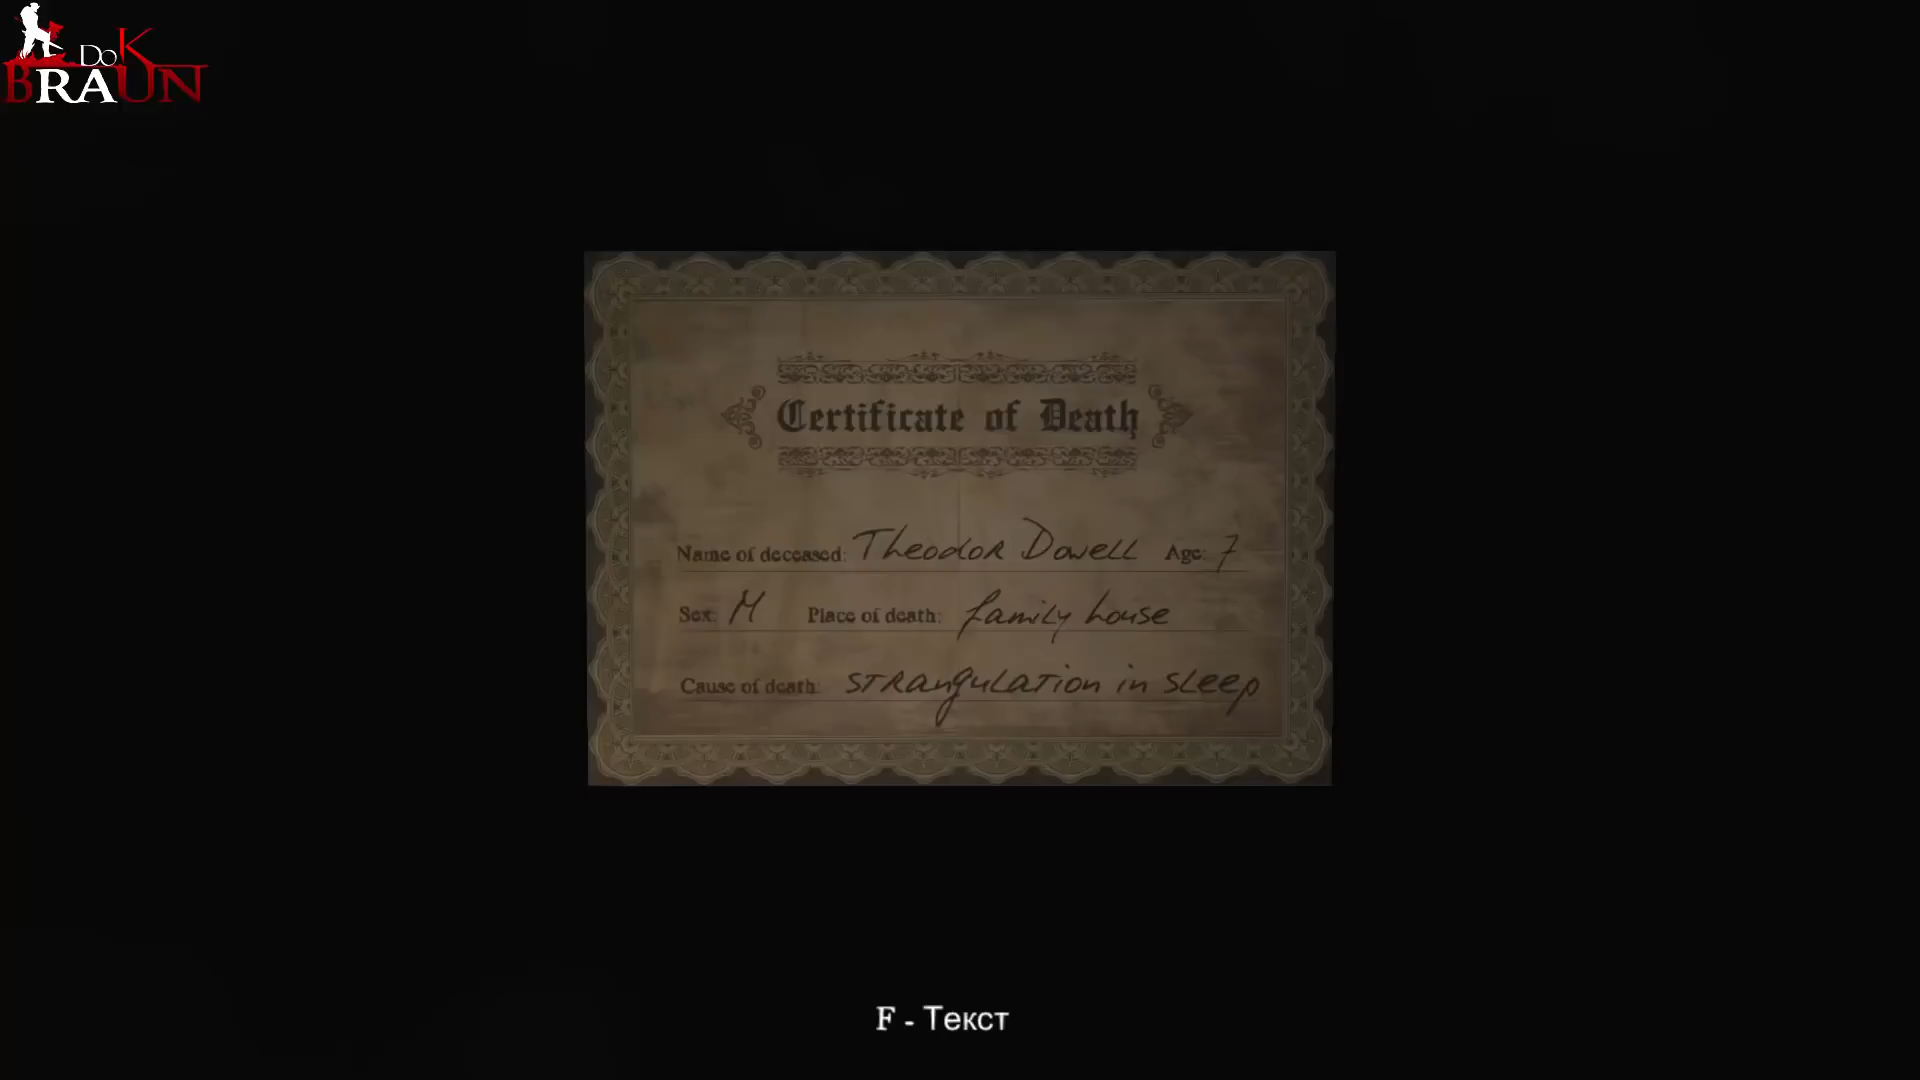 DoK
BRAUN
Certificate of Death
Name of deceased: Theodor Dowell Age: 7
Sex: M Place of death: family house
Cause of death: strangulation in sleep
F - Текст